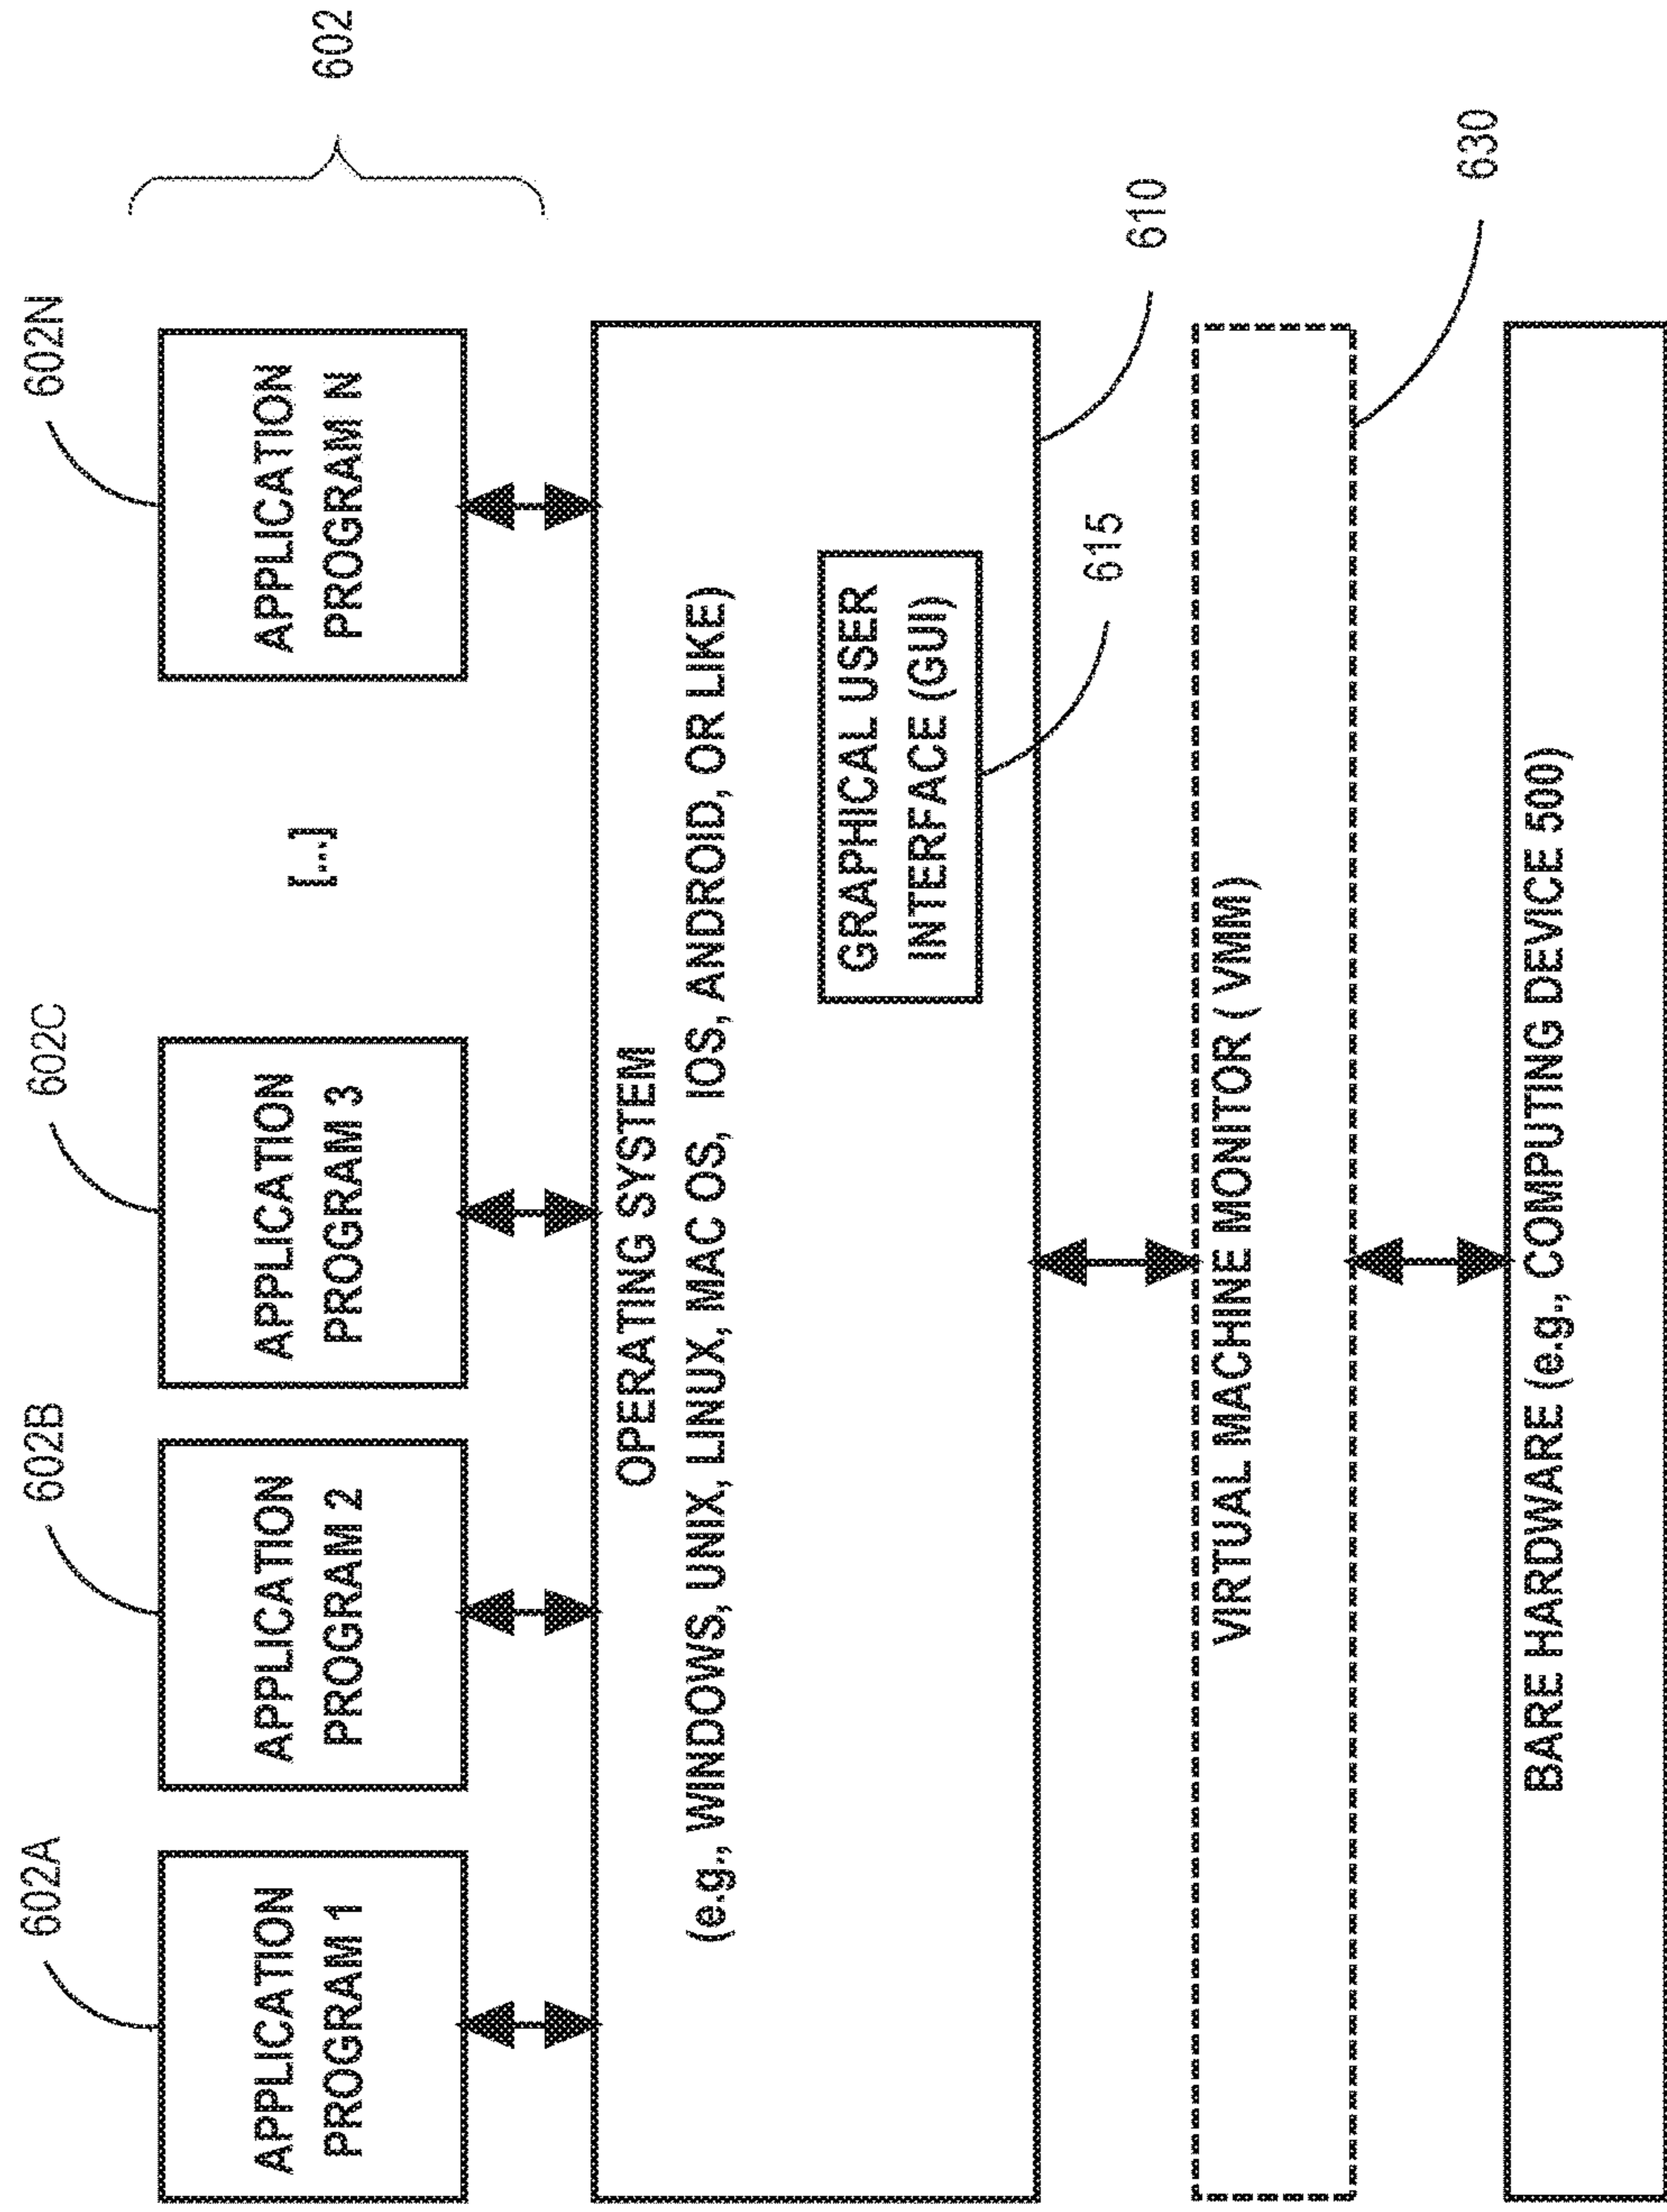 602
602A
602B
602C
602N
APPLICATION
PROGRAM 1
APPLICATION
PROGRAM 2
APPLICATION
PROGRAM 3
[...]
APPLICATION
PROGRAM N
OPERATING SYSTEM
(e.g., WINDOWS, UNIX, LINUX, MAC OS, IOS, ANDROID, OR LIKE)
GRAPHICAL USER
INTERFACE (GUI)
615
610
VIRTUAL MACHINE MONITOR ( VMM)
630
BARE HARDWARE (e.g., COMPUTING DEVICE 500)